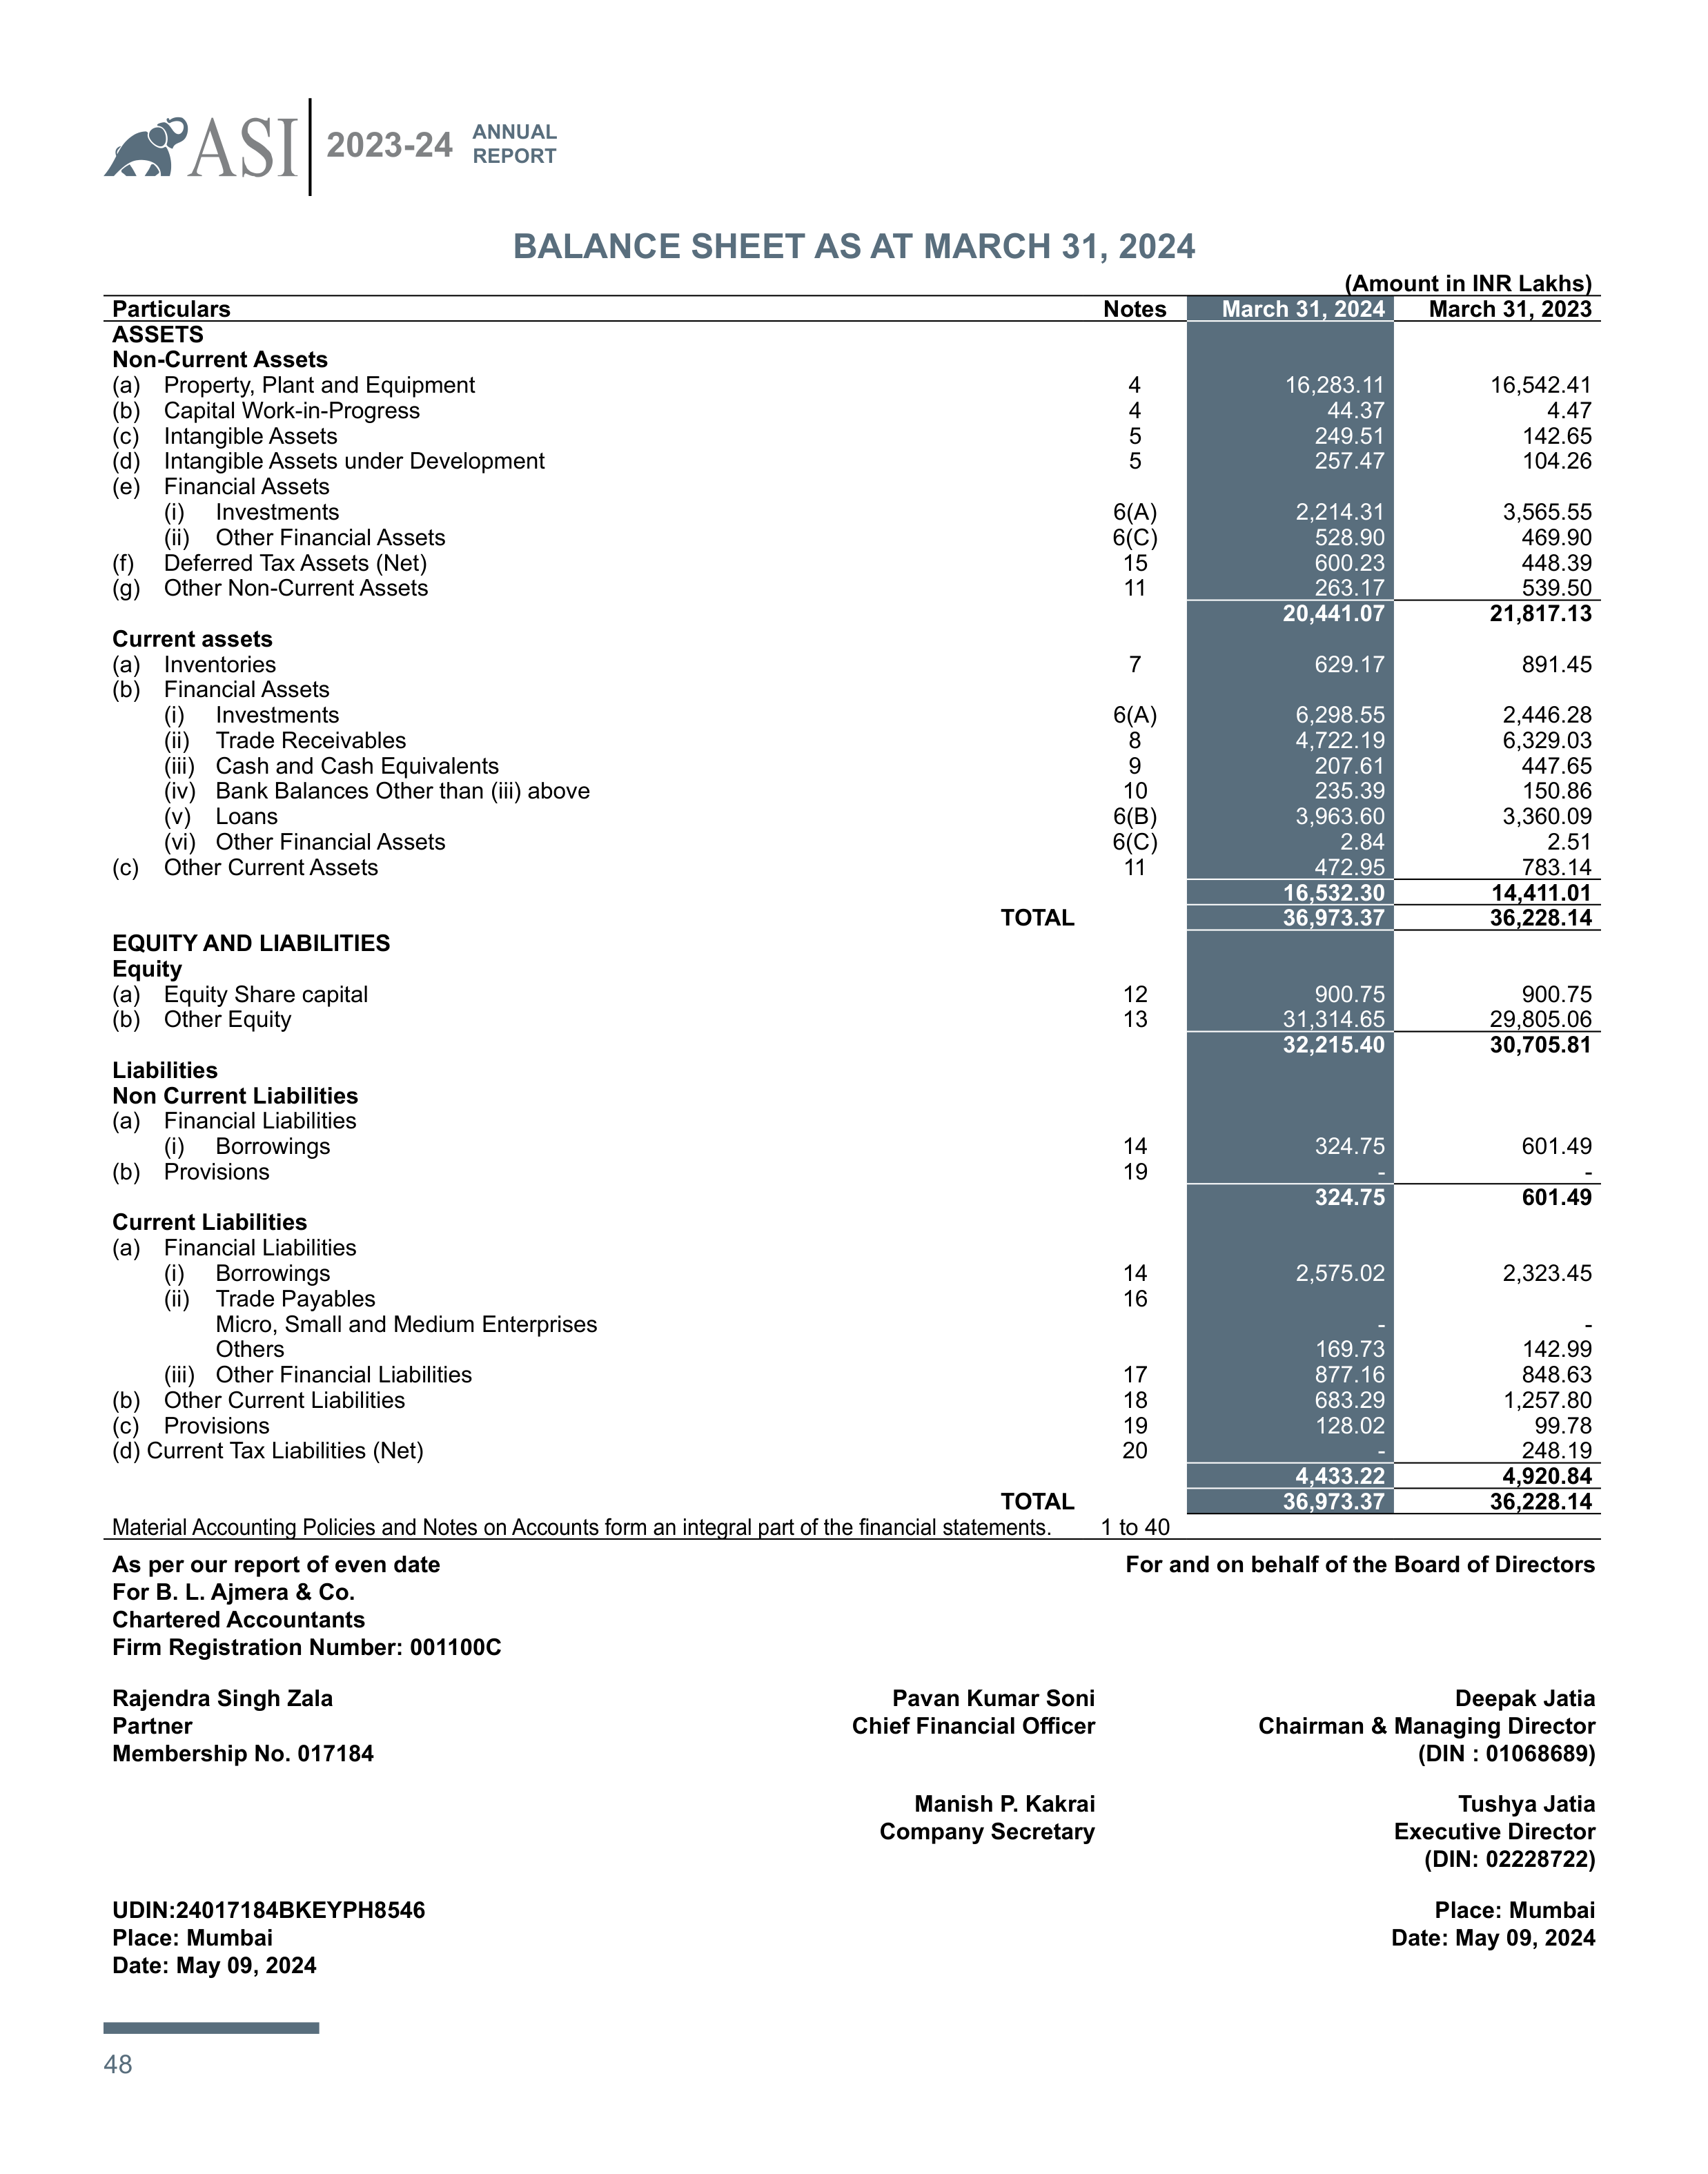 ASI 2023-24 ANNUAL REPORT
BALANCE SHEET AS AT MARCH 31, 2024
(Amount in INR Lakhs)
Particulars Notes March 31, 2024 March 31, 2023
ASSETS
Non-Current Assets
(a) Property, Plant and Equipment 4 16,283.11 16,542.41
(b) Capital Work-in-Progress 4 44.37 4.47
(c) Intangible Assets 5 249.51 142.65
(d) Intangible Assets under Development 5 257.47 104.26
(e) Financial Assets
(i) Investments 6(A) 2,214.31 3,565.55
(ii) Other Financial Assets 6(C) 528.90 469.90
(f) Deferred Tax Assets (Net) 15 600.23 448.39
(g) Other Non-Current Assets 11 263.17 539.50
20,441.07 21,817.13
Current assets
(a) Inventories 7 629.17 891.45
(b) Financial Assets
(i) Investments 6(A) 6,298.55 2,446.28
(ii) Trade Receivables 8 4,722.19 6,329.03
(iii) Cash and Cash Equivalents 9 207.61 447.65
(iv) Bank Balances Other than (iii) above 10 235.39 150.86
(v) Loans 6(B) 3,963.60 3,360.09
(vi) Other Financial Assets 6(C) 2.84 2.51
(c) Other Current Assets 11 472.95 783.14
16,532.30 14,411.01
TOTAL 36,973.37 36,228.14
EQUITY AND LIABILITIES
Equity
(a) Equity Share capital 12 900.75 900.75
(b) Other Equity 13 31,314.65 29,805.06
32,215.40 30,705.81
Liabilities
Non Current Liabilities
(a) Financial Liabilities
(i) Borrowings 14 324.75 601.49
(b) Provisions 19 - -
324.75 601.49
Current Liabilities
(a) Financial Liabilities
(i) Borrowings 14 2,575.02 2,323.45
(ii) Trade Payables 16
Micro, Small and Medium Enterprises - -
Others 169.73 142.99
(iii) Other Financial Liabilities 17 877.16 848.63
(b) Other Current Liabilities 18 683.29 1,257.80
(c) Provisions 19 128.02 99.78
(d) Current Tax Liabilities (Net) 20 - 248.19
4,433.22 4,920.84
TOTAL 36,973.37 36,228.14
Material Accounting Policies and Notes on Accounts form an integral part of the financial statements. 1 to 40
As per our report of even date For and on behalf of the Board of Directors
For B. L. Ajmera & Co.
Chartered Accountants
Firm Registration Number: 001100C
Rajendra Singh Zala Pavan Kumar Soni Deepak Jatia
Partner Chief Financial Officer Chairman & Managing Director
Membership No. 017184 (DIN : 01068689)
Manish P. Kakrai Tushya Jatia
Company Secretary Executive Director
(DIN: 02228722)
UDIN:24017184BKEYPH8546 Place: Mumbai
Place: Mumbai Date: May 09, 2024
Date: May 09, 2024
48